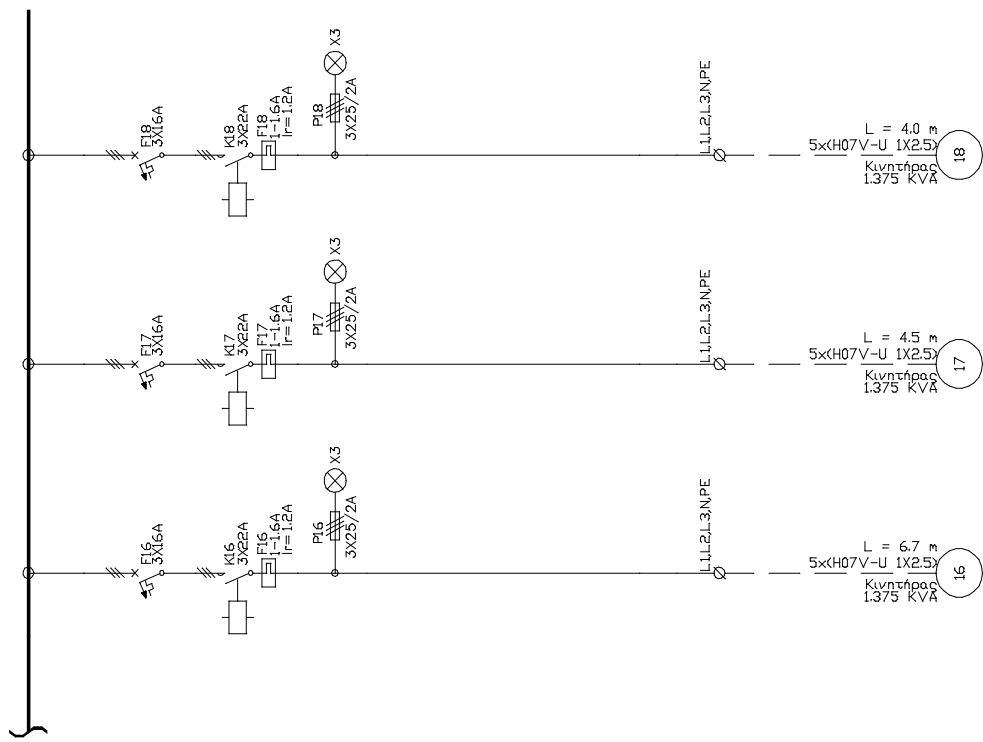 F18
3X16A
K18
3X22A
F18
1-1.6A
Ir=1.2A
P18
3X25/2A
X3
L1,L2,L3,N,PE
L = 4.0 m
5x(H07V-U 1X2.5)
Κινητήρας
1.375 KVA
18
F17
3X16A
K17
3X22A
F17
1-1.6A
Ir=1.2A
P17
3X25/2A
X3
L1,L2,L3,N,PE
L = 4.5 m
5x(H07V-U 1X2.5)
Κινητήρας
1.375 KVA
17
F16
3X16A
K16
3X22A
F16
1-1.6A
Ir=1.2A
P16
3X25/2A
X3
L1,L2,L3,N,PE
L = 6.7 m
5x(H07V-U 1X2.5)
Κινητήρας
1.375 KVA
16